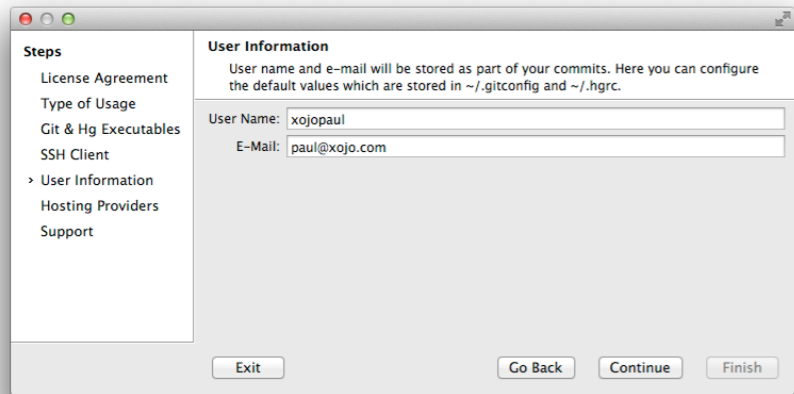 Steps
License Agreement
Type of Usage
Git & Hg Executables
SSH Client
› User Information
Hosting Providers
Support
User Information
User name and e-mail will be stored as part of your commits. Here you can configure
the default values which are stored in ~/.gitconfig and ~/.hgrc.
User Name: xojopaul
E-Mail: paul@xojo.com
Exit
Go Back
Continue
Finish